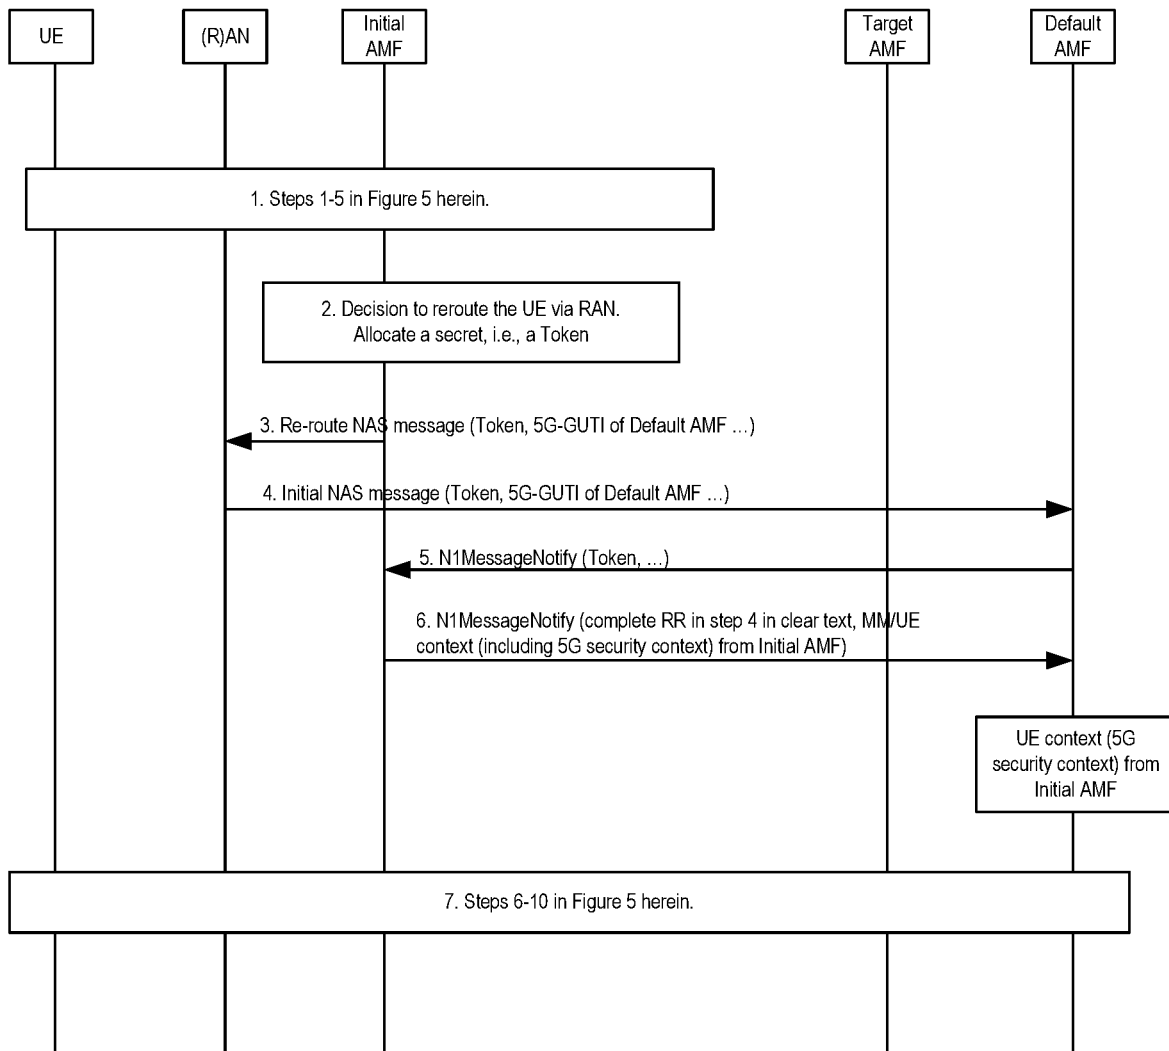 UE
(R)AN
Initial
AMF
Target
AMF
Default
AMF
1. Steps 1-5 in Figure 5 herein.
2. Decision to reroute the UE via RAN.
Allocate a secret, i.e., a Token
3. Re-route NAS message (Token, 5G-GUTI of Default AMF …)
4. Initial NAS message (Token, 5G-GUTI of Default AMF …)
5. N1MessageNotify (Token, …)
6. N1MessageNotify (complete RR in step 4 in clear text, MM/UE
context (including 5G security context) from Initial AMF)
UE context (5G
security context) from
Initial AMF
7. Steps 6-10 in Figure 5 herein.